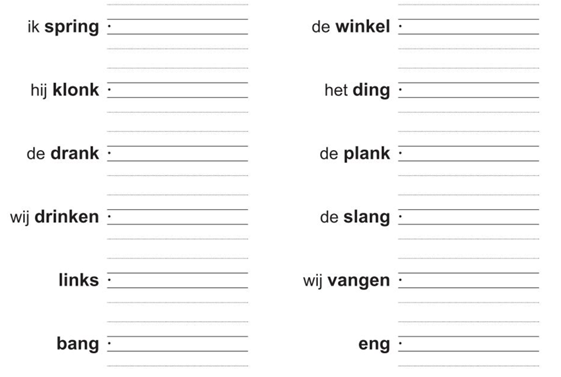 ik spring
hij klonk
de drank
wij drinken
links
bang
de winkel
het ding
de plank
de slang
wij vangen
eng